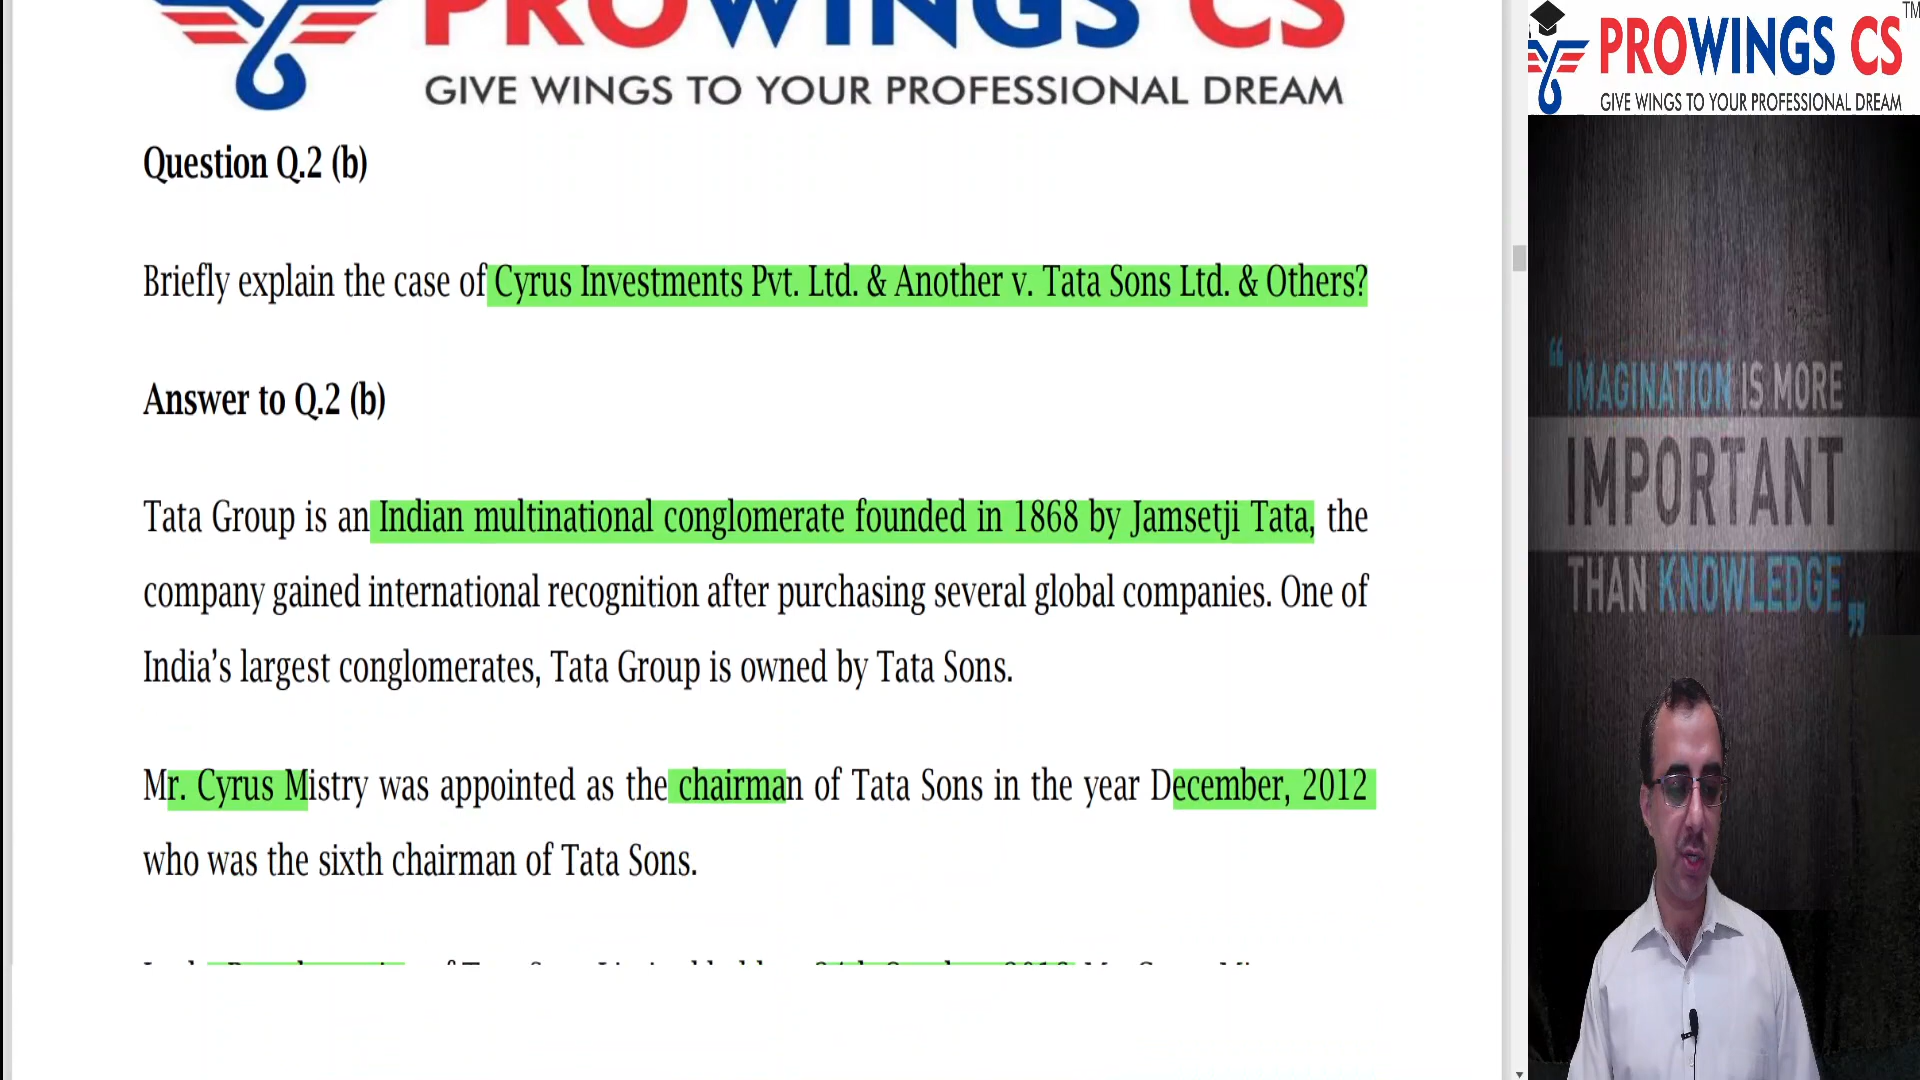 PROWINGS CS
GIVE WINGS TO YOUR PROFESSIONAL DREAM
Question Q.2 (b)
Briefly explain the case of Cyrus Investments Pvt. Ltd. & Another v. Tata Sons Ltd. & Others?
Answer to Q.2 (b)
Tata Group is an Indian multinational conglomerate founded in 1868 by Jamsetji Tata, the
company gained international recognition after purchasing several global companies. One of
India’s largest conglomerates, Tata Group is owned by Tata Sons.
Mr. Cyrus Mistry was appointed as the chairman of Tata Sons in the year December, 2012
who was the sixth chairman of Tata Sons.
PROWINGS CS TM
GIVE WINGS TO YOUR PROFESSIONAL DREAM
“IMAGINATION IS MORE
IMPORTANT
THAN KNOWLEDGE”